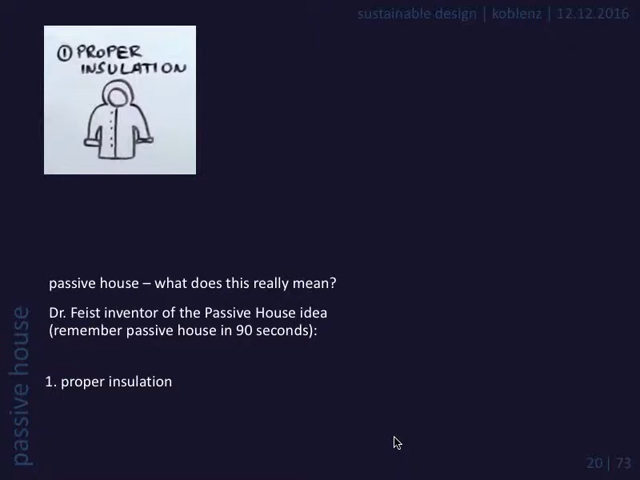 sustainable design | koblenz | 12.12.2016
① PROPER
INSULATION
passive house – what does this really mean?
Dr. Feist inventor of the Passive House idea
(remember passive house in 90 seconds):
1. proper insulation
passive house
20 | 73